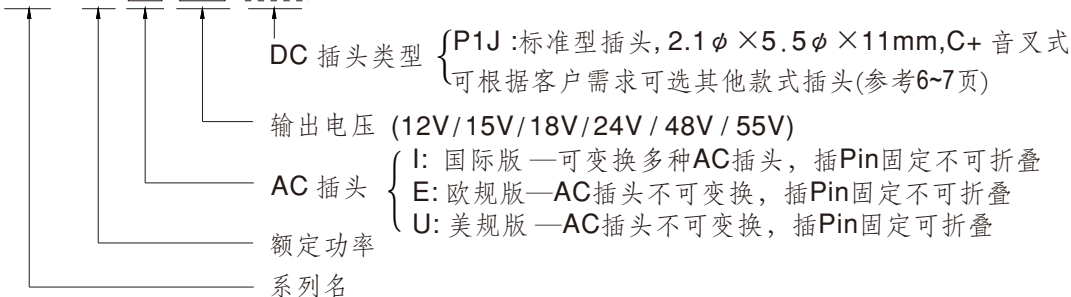 DC 插头类型
P1J :标准型插头, 2.1φ ×5.5φ ×11mm,C+ 音叉式
可根据客户需求可选其他款式插头(参考6~7页)
输出电压 (12V/15V/18V/24V / 48V / 55V)
AC 插头
I: 国际版 —可变换多种AC插头，插Pin固定不可折叠
E: 欧规版—AC插头不可变换，插Pin固定不可折叠
U: 美规版 —AC插头不可变换，插Pin固定可折叠
额定功率
系列名